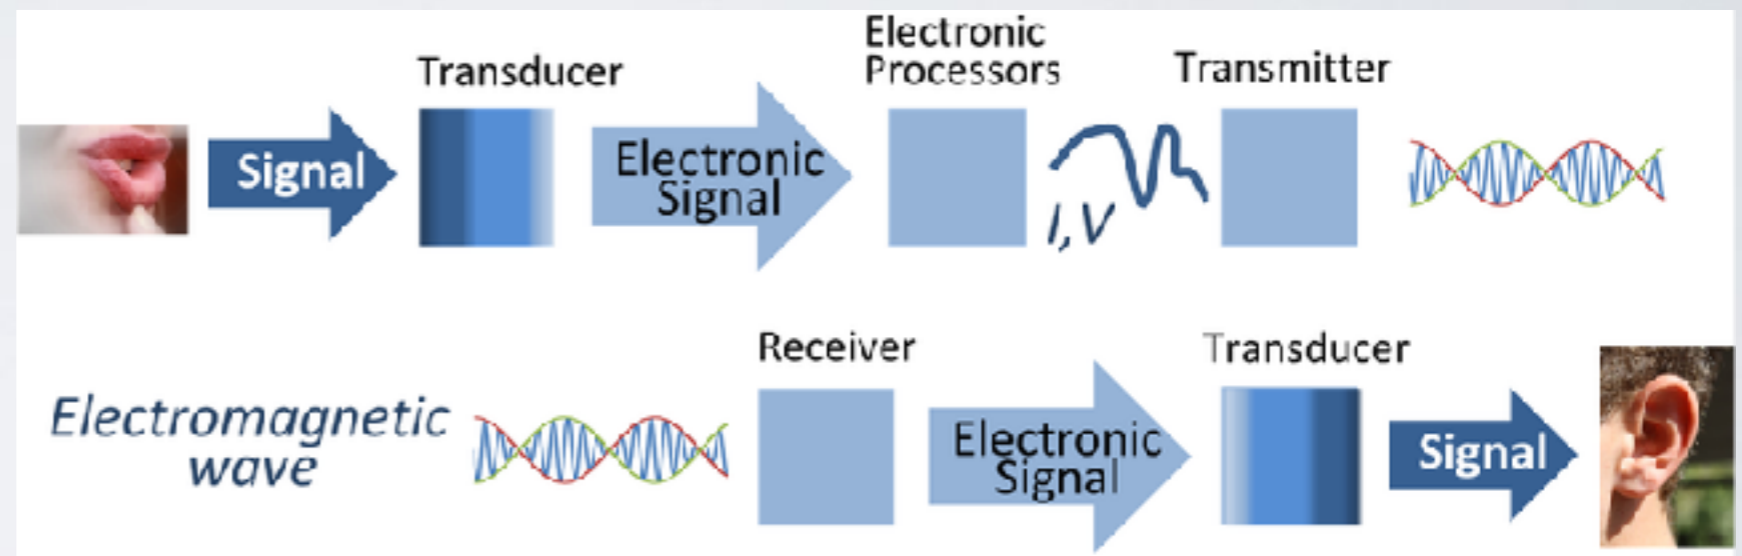 Electronic
Processors
Transducer
Transmitter
Signal
Electronic
Signal
I, V
Receiver
Transducer
Electromagnetic
wave
Electronic
Signal
Signal